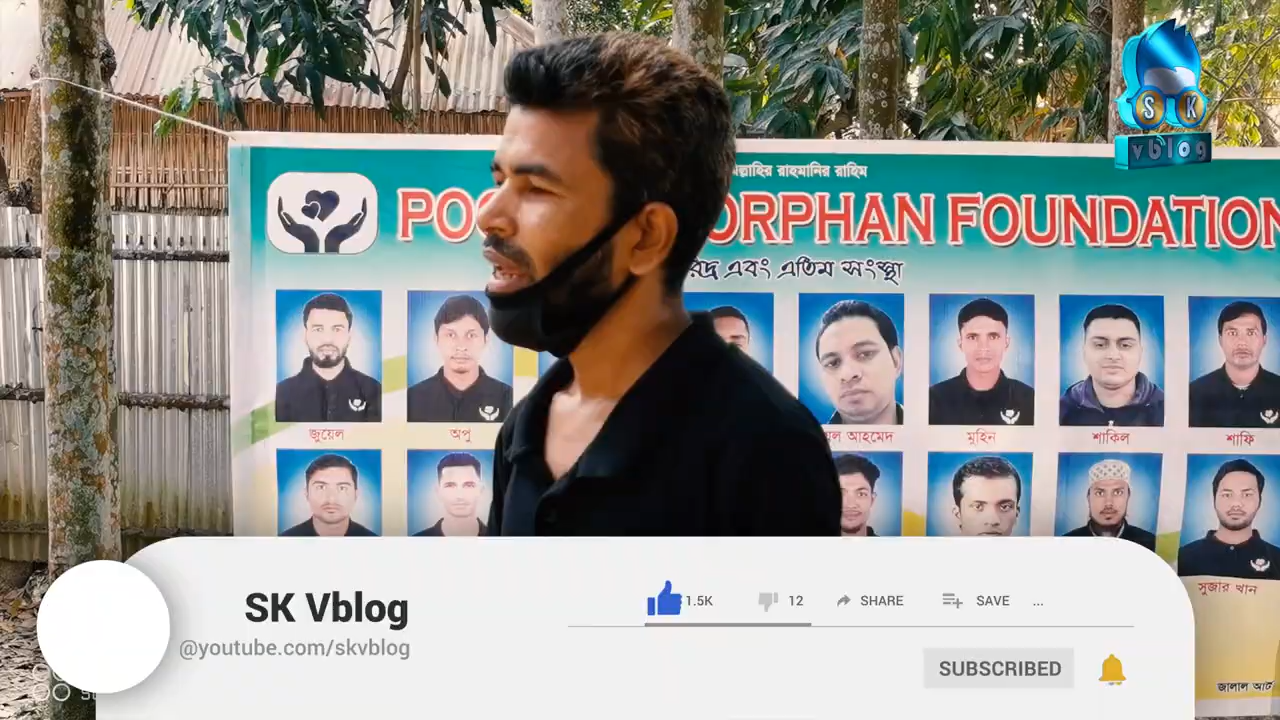 SK
vblog
ল্লাহির রাহমানির রাহিম
ORPHAN FOUNDATION
এবং এতিম সংস্থা
জুয়েল
অপু
আহমেদ
মুহিন
শাকিল
শাফি
সুজার খান
জালাল আর্ট
SK Vblog
@youtube.com/skvblog
1.5K
12
SHARE
SAVE
...
SUBSCRIBED